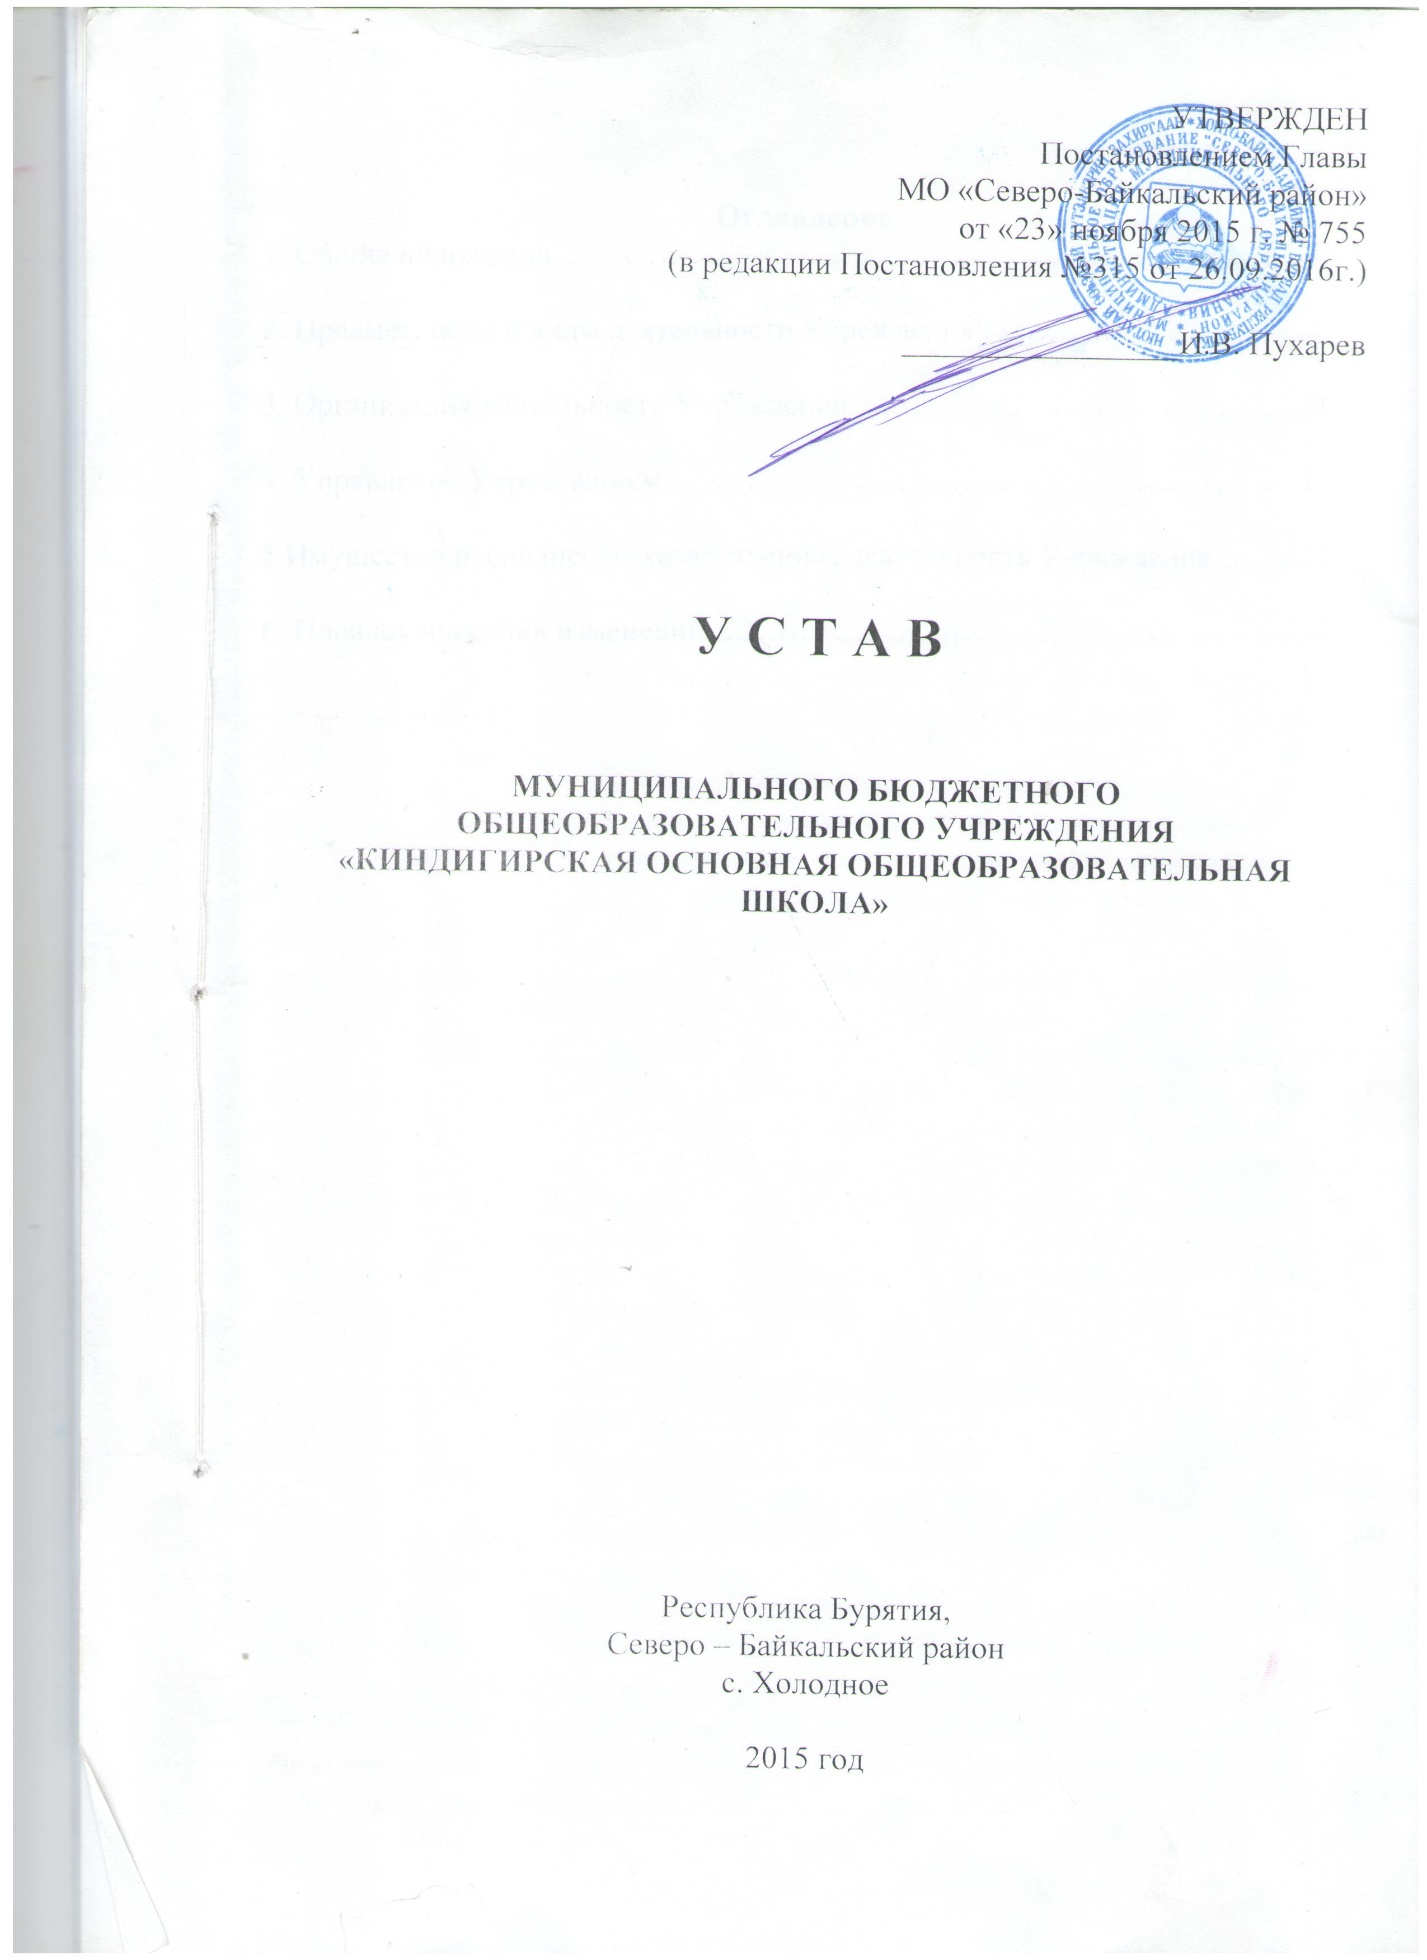 УТВЕРЖДЕН
Постановлением Главы
МО «Северо-Байкальский район»
от «23» ноября 2015 г. № 755
(в редакции Постановления №315 от 26.09.2016г.)
И.В. Пухарев
У С Т А В
МУНИЦИПАЛЬНОГО БЮДЖЕТНОГО
ОБЩЕОБРАЗОВАТЕЛЬНОГО УЧРЕЖДЕНИЯ
«КИНДИГИРСКАЯ ОСНОВНАЯ ОБЩЕОБРАЗОВАТЕЛЬНАЯ
ШКОЛА»
Республика Бурятия,
Северо – Байкальский район
с. Холодное
2015 год